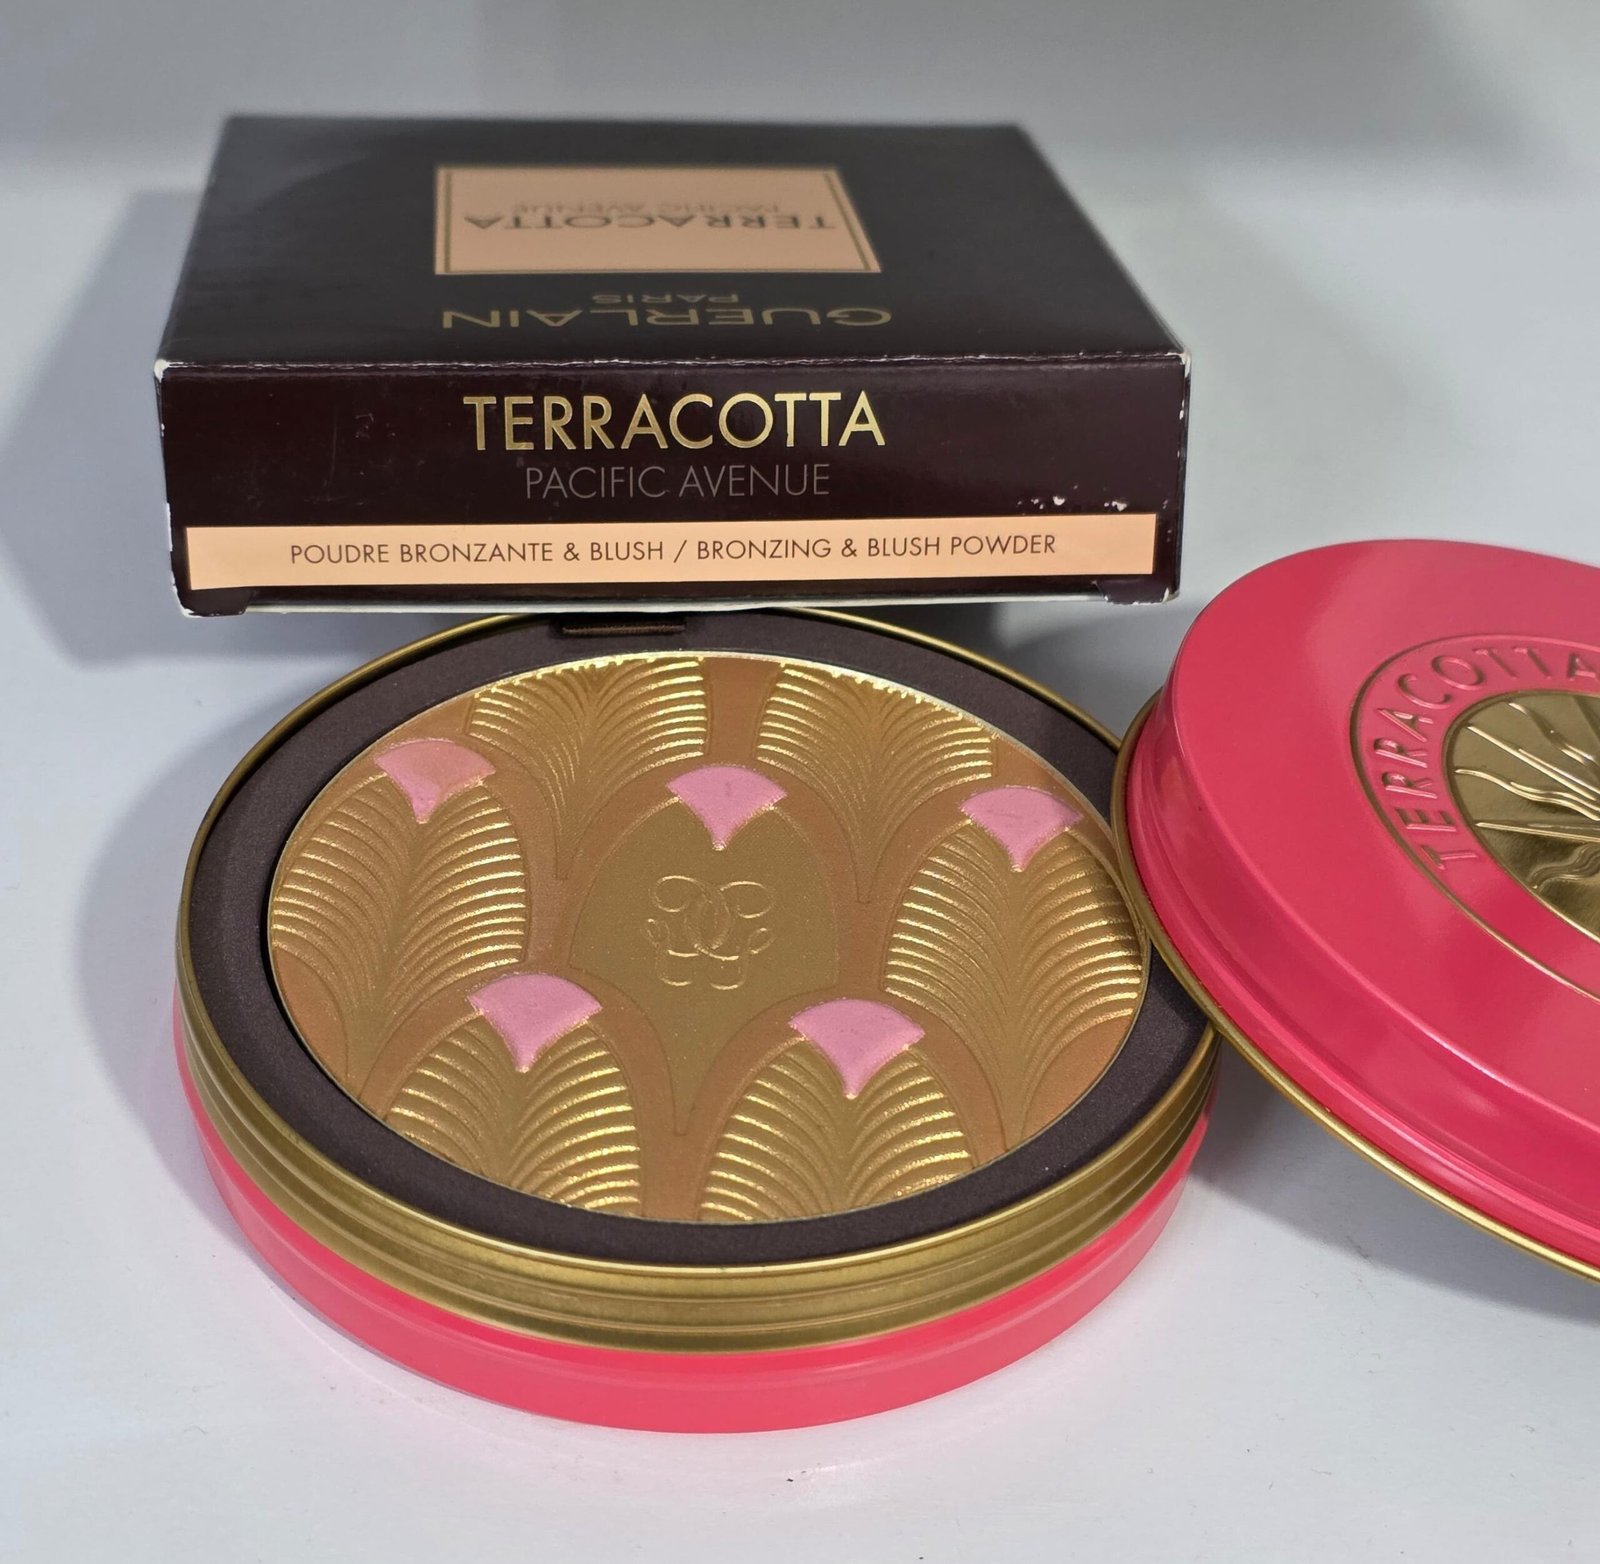 TERRACOTTA
PACIFIC AVENUE
GUERLAIN
PARIS
TERRACOTTA
PACIFIC AVENUE
POUDRE BRONZANTE & BLUSH / BRONZING & BLUSH POWDER
TERRACOTTA